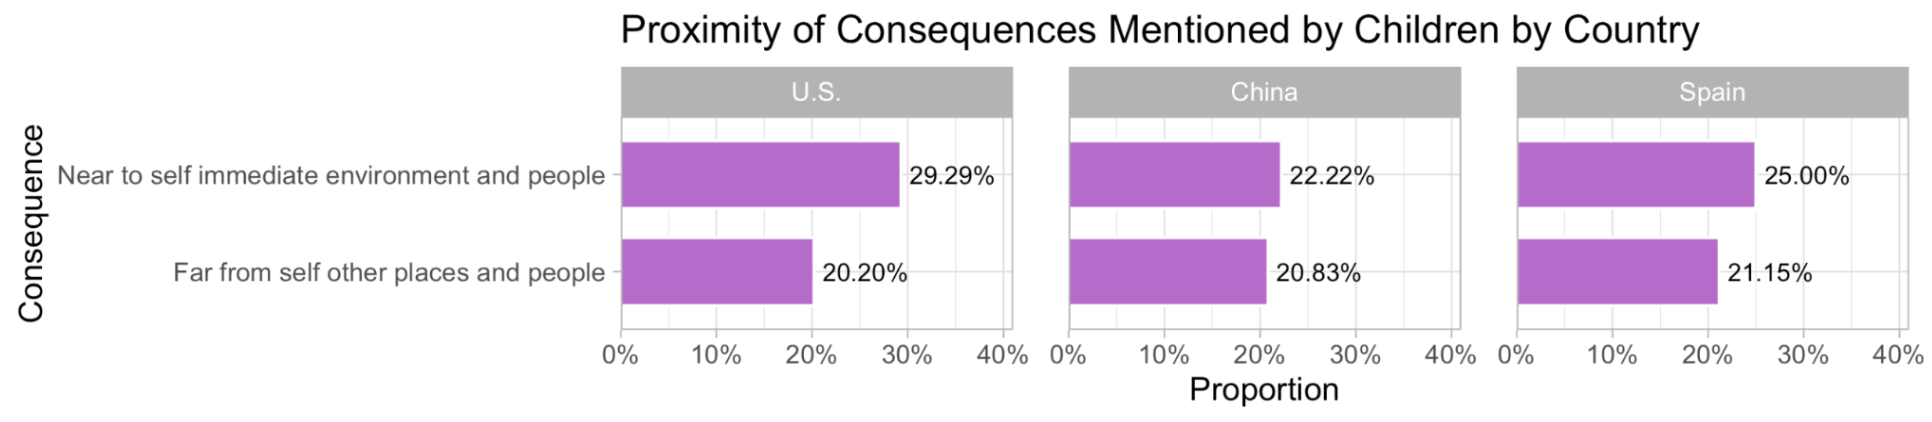 Proximity of Consequences Mentioned by Children by Country
U.S.
China
Spain
Consequence
Near to self immediate environment and people
29.29%
22.22%
25.00%
Far from self other places and people
20.20%
20.83%
21.15%
0% 10% 20% 30% 40%
0% 10% 20% 30% 40%
0% 10% 20% 30% 40%
Proportion